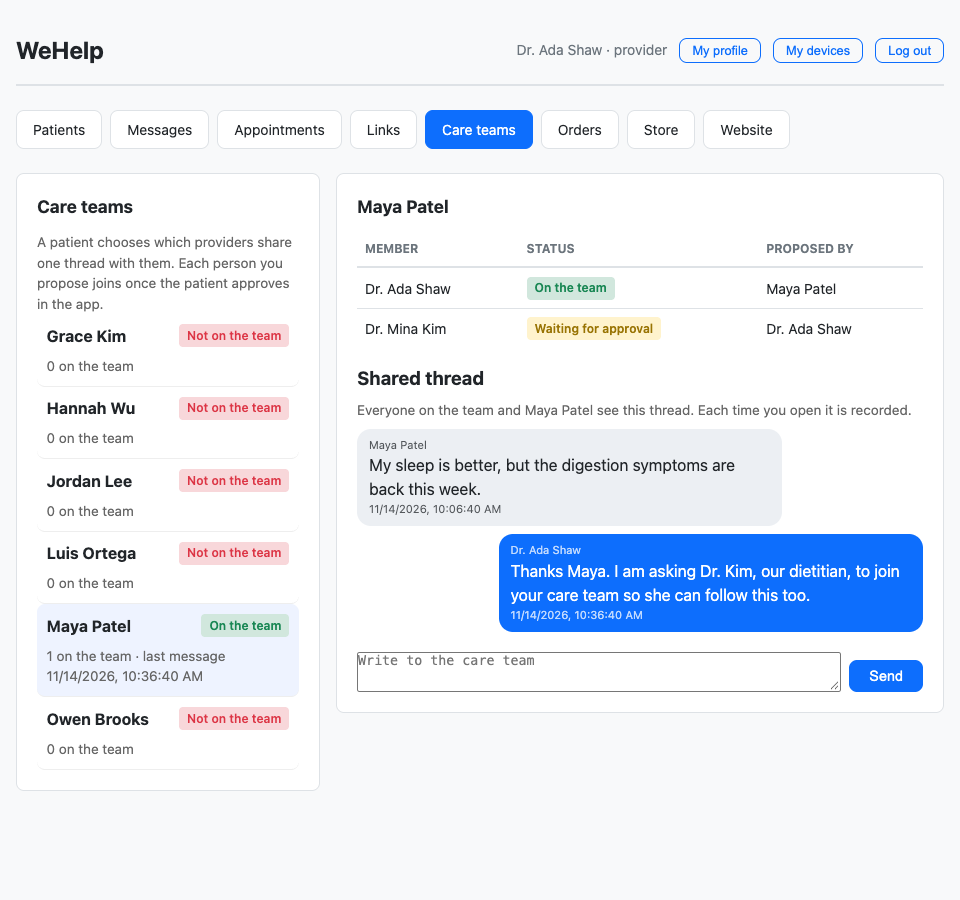 WeHelp
Dr. Ada Shaw · provider
My profile
My devices
Log out
Patients
Messages
Appointments
Links
Care teams
Orders
Store
Website
Care teams
A patient chooses which providers share
one thread with them. Each person you
propose joins once the patient approves
in the app.
Grace Kim
Not on the team
0 on the team
Hannah Wu
Not on the team
0 on the team
Jordan Lee
Not on the team
0 on the team
Luis Ortega
Not on the team
0 on the team
Maya Patel
On the team
1 on the team · last message
11/14/2026, 10:36:40 AM
Owen Brooks
Not on the team
0 on the team
Maya Patel
MEMBER STATUS PROPOSED BY
Dr. Ada Shaw On the team Maya Patel
Dr. Mina Kim Waiting for approval Dr. Ada Shaw
Shared thread
Everyone on the team and Maya Patel see this thread. Each time you open it is recorded.
Maya Patel
My sleep is better, but the digestion symptoms are
back this week.
11/14/2026, 10:06:40 AM
Dr. Ada Shaw
Thanks Maya. I am asking Dr. Kim, our dietitian, to join
your care team so she can follow this too.
11/14/2026, 10:36:40 AM
Write to the care team
Send